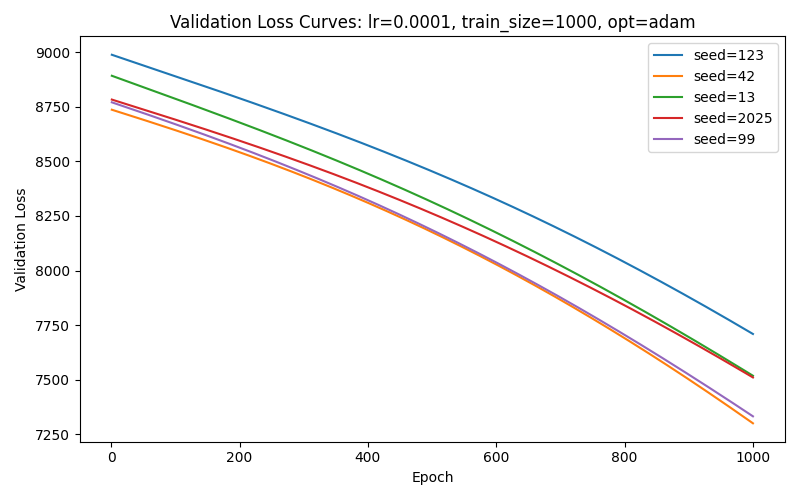 Validation Loss Curves: lr=0.0001, train_size=1000, opt=adam
Validation Loss
9000
8750
8500
8250
8000
7750
7500
7250
seed=123
seed=42
seed=13
seed=2025
seed=99
0 200 400 600 800 1000
Epoch